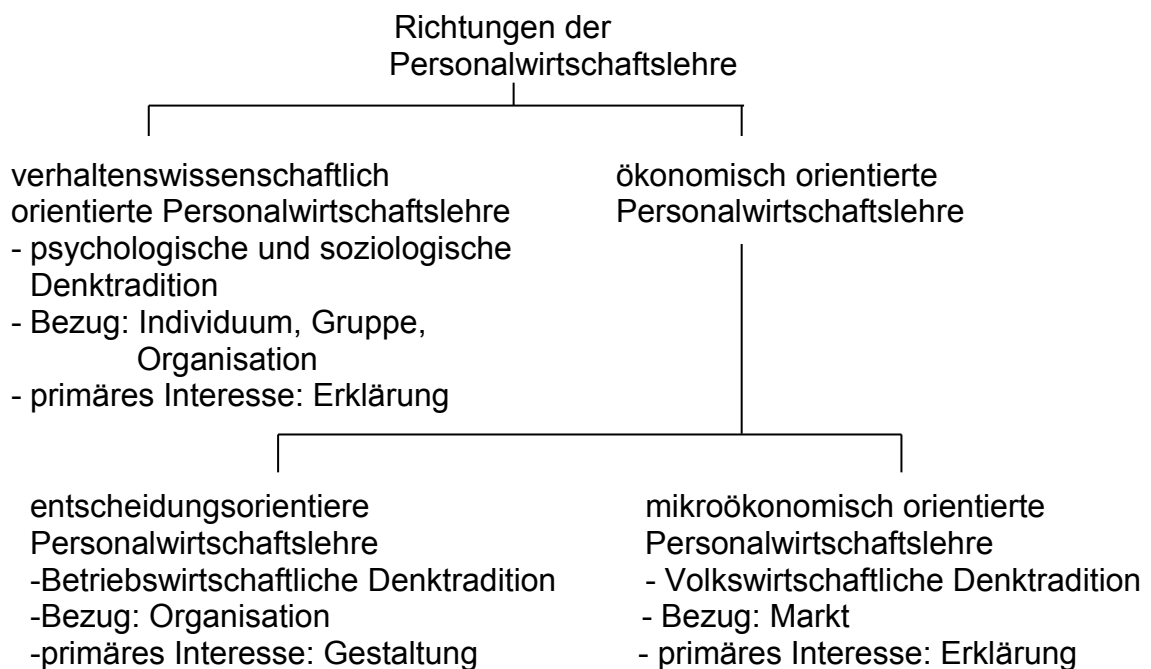 Richtungen der
Personalwirtschaftslehre
verhaltenswissenschaftlich
orientierte Personalwirtschaftslehre
- psychologische und soziologische
Denktradition
- Bezug: Individuum, Gruppe,
Organisation
- primäres Interesse: Erklärung
ökonomisch orientierte
Personalwirtschaftslehre
entscheidungsorientiere
Personalwirtschaftslehre
-Betriebswirtschaftliche Denktradition
-Bezug: Organisation
-primäres Interesse: Gestaltung
mikroökonomisch orientierte
Personalwirtschaftslehre
- Volkswirtschaftliche Denktradition
- Bezug: Markt
- primäres Interesse: Erklärung